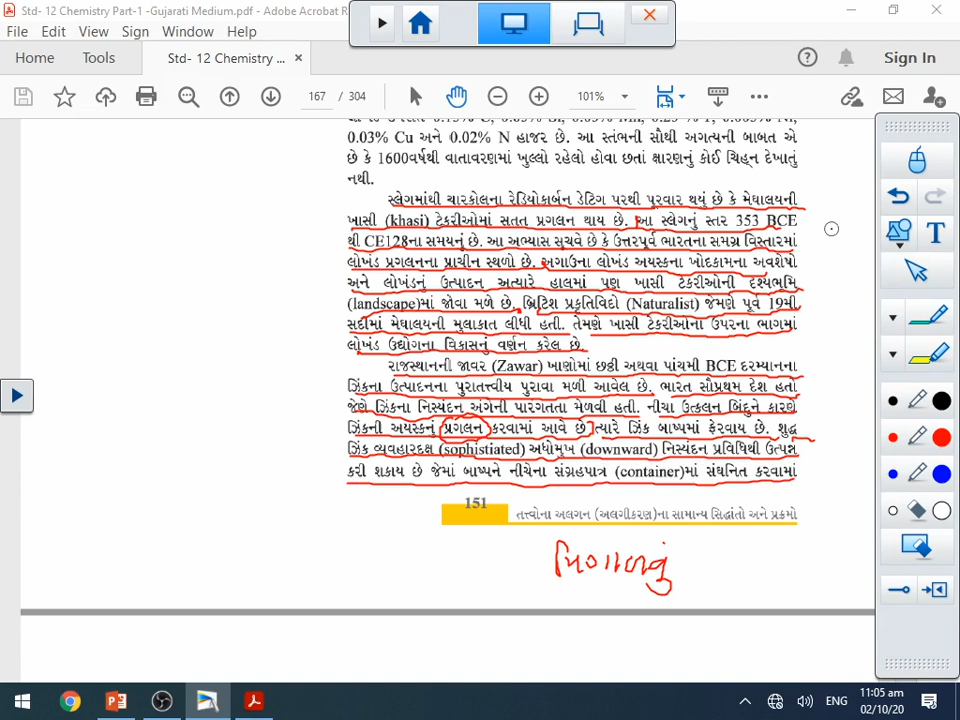 Std- 12 Chemistry Part-1 -Gujarati Medium.pdf - Adobe Acrobat R
File Edit View Sign Window Help
Home Tools Std- 12 Chemistry ... × Sign In
167 / 304 101%
0.03% Cu અને 0.02% N હાજર છે. આ સ્તંભની સૌથી અગત્યની બાબત એ
છે કે 1600વર્ષથી વાતાવરણમાં ખુલ્લો રહેલો હોવા છતાં ક્ષારણનું કોઈ ચિહ્ન દેખાતું
નથી.
સ્લેગમાંથી ચારકોલના રેડિયોકાર્બન ડેટિંગ પરથી પૂરવાર થયું છે કે મેઘાલયની
ખાસી (khasi) ટેકરીઓમાં સતત પ્રગલન થાય છે. આ સ્લેગનું સ્તર 353 BCE
થી CE128ના સમયનું છે. આ અભ્યાસ સૂચવે છે કે ઉત્તરપૂર્વ ભારતના સમગ્ર વિસ્તારમાં
લોખંડ પ્રગલનના પ્રાચીન સ્થળો છે. અગાઉના લોખંડ અયસ્કના ખોદકામના અવશેષો
અને લોખંડનું ઉત્પાદન અત્યારે હાલમાં પણ ખાસી ટેકરીઓની દૃશ્યભૂમિ
(landscape)માં જોવા મળે છે. બ્રિટિશ પ્રકૃતિવિદો (Naturalist) જેમણે પૂર્વ 19મી
સદીમાં મેઘાલયની મુલાકાત લીધી હતી. તેમણે ખાસી ટેકરીઓના ઉપરના ભાગમાં
લોખંડ ઉદ્યોગના વિકાસનું વર્ણન કરેલ છે.
રાજસ્થાનની જાવર (Zawar) ખાણોમાં છઠ્ઠી અથવા પાંચમી BCE દરમ્યાનના
ઝિંકના ઉત્પાદનના પુરાતત્ત્વીય પુરાવા મળી આવેલ છે. ભારત સૌપ્રથમ દેશ હતો
જેણે ઝિંકના નિસ્યંદન અંગેની પારંગતતા મેળવી હતી. નીચા ઉત્કલન બિંદુને કારણે
ઝિંકની અયસ્કનું પ્રગલન કરવામાં આવે છે ત્યારે ઝિંક બાષ્પમાં ફેરવાય છે. શુદ્ધ
ઝિંક વ્યવહારદક્ષ (sophistiated) અધોમુખ (downward) નિસ્યંદન પ્રવિધિથી ઉત્પન્ન
કરી શકાય છે જેમાં બાષ્પને નીચેના સંગ્રહપાત્ર (container)માં સંઘનિત કરવામાં
151 તત્ત્વોના અલગન (અલગીકરણ)ના સામાન્ય સિદ્ધાંતો અને પ્રક્રમો
ENG 11:05 am
02/10/20